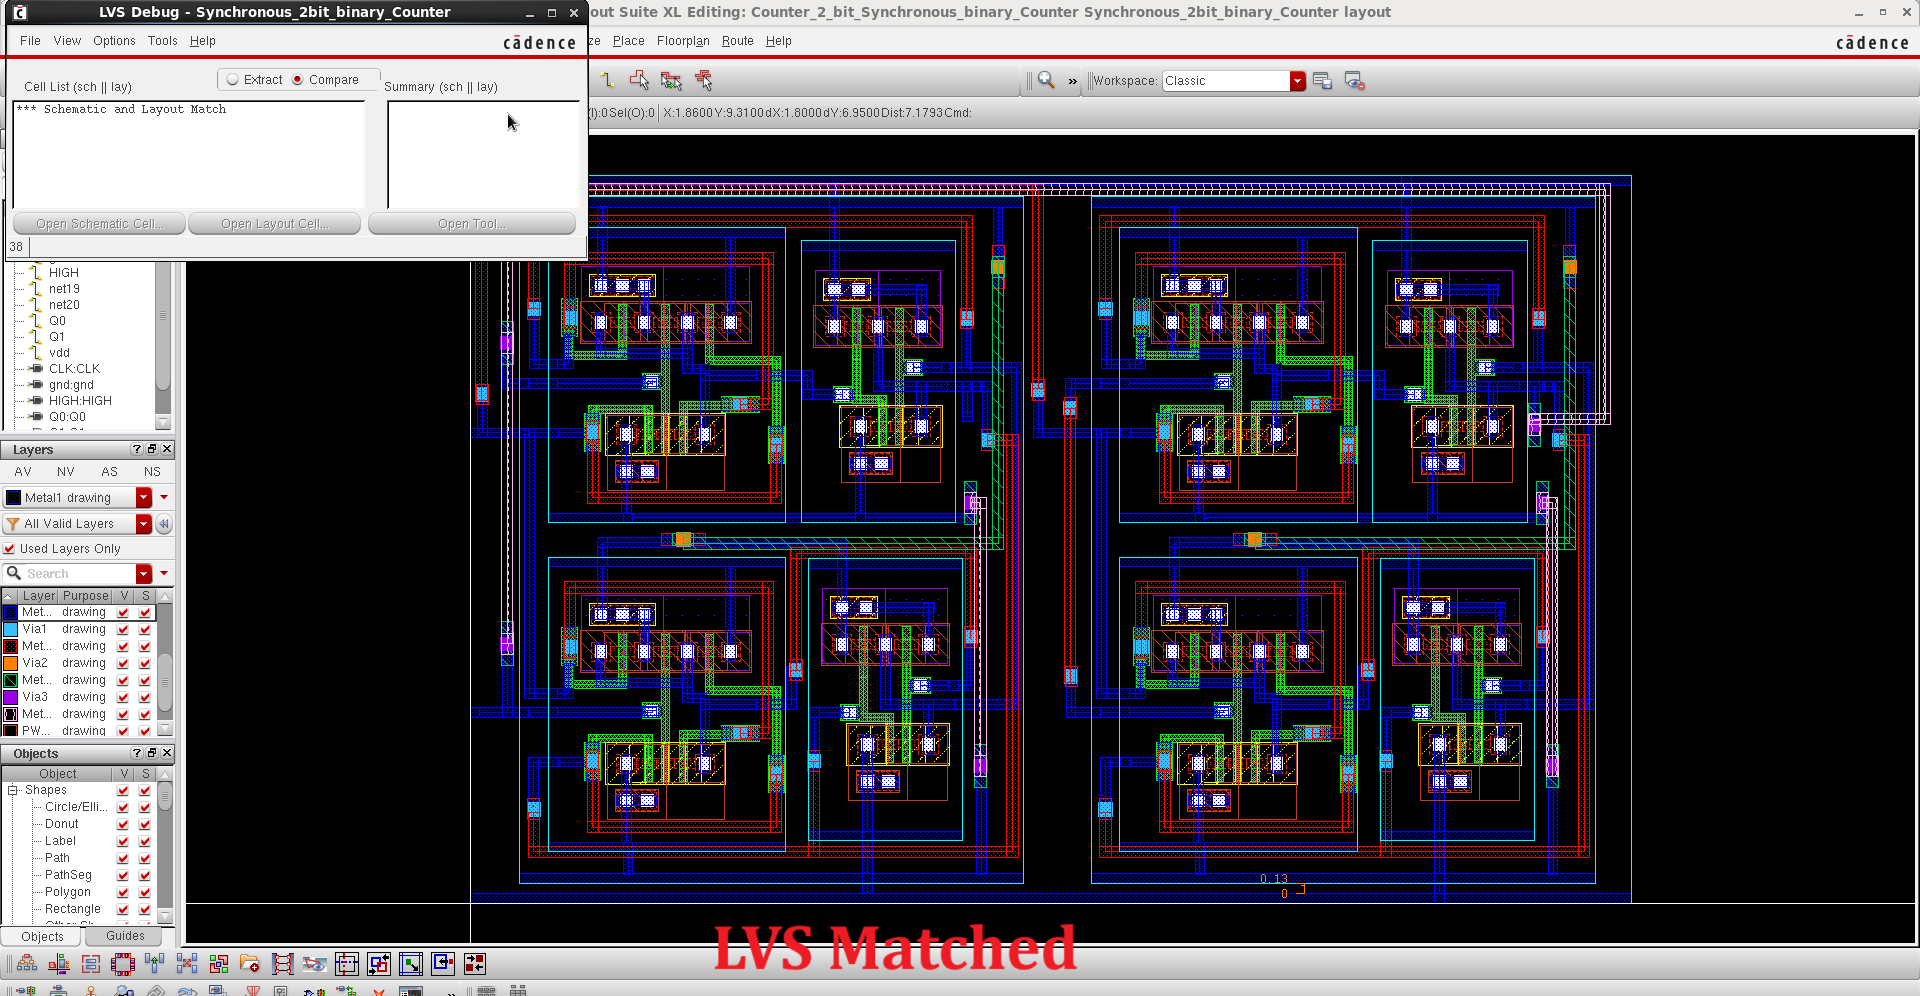 LVS Debug - Synchronous_2bit_binary_Counter
out Suite XL Editing: Counter_2_bit_Synchronous_binary_Counter Synchronous_2bit_binary_Counter layout
File View Options Tools Help
cādence
ze Place Floorplan Route Help
cādence
Extract Compare
Cell List (sch || lay)
Summary (sch || lay)
*** Schematic and Layout Match
Open Schematic Cell... Open Layout Cell... Open Tool...
38
» Workspace: Classic
(I):0 Sel(O):0 X:1.8600 Y:9.3100 dX:1.8000 dY:6.9500 Dist:7.1793 Cmd:
HIGH
net19
net20
Q0
Q1
vdd
CLK:CLK
gnd:gnd
HIGH:HIGH
Q0:Q0
Layers
AV NV AS NS
Metal1 drawing
All Valid Layers
Used Layers Only
Search
Layer Purpose V S
Met... drawing
Via1 drawing
Met... drawing
Via2 drawing
Met... drawing
Via3 drawing
Met... drawing
PW... drawing
Objects
Object V S
Shapes
Circle/Elli...
Donut
Label
Path
PathSeg
Polygon
Rectangle
Objects Guides
0.13
0
LVS Matched
»